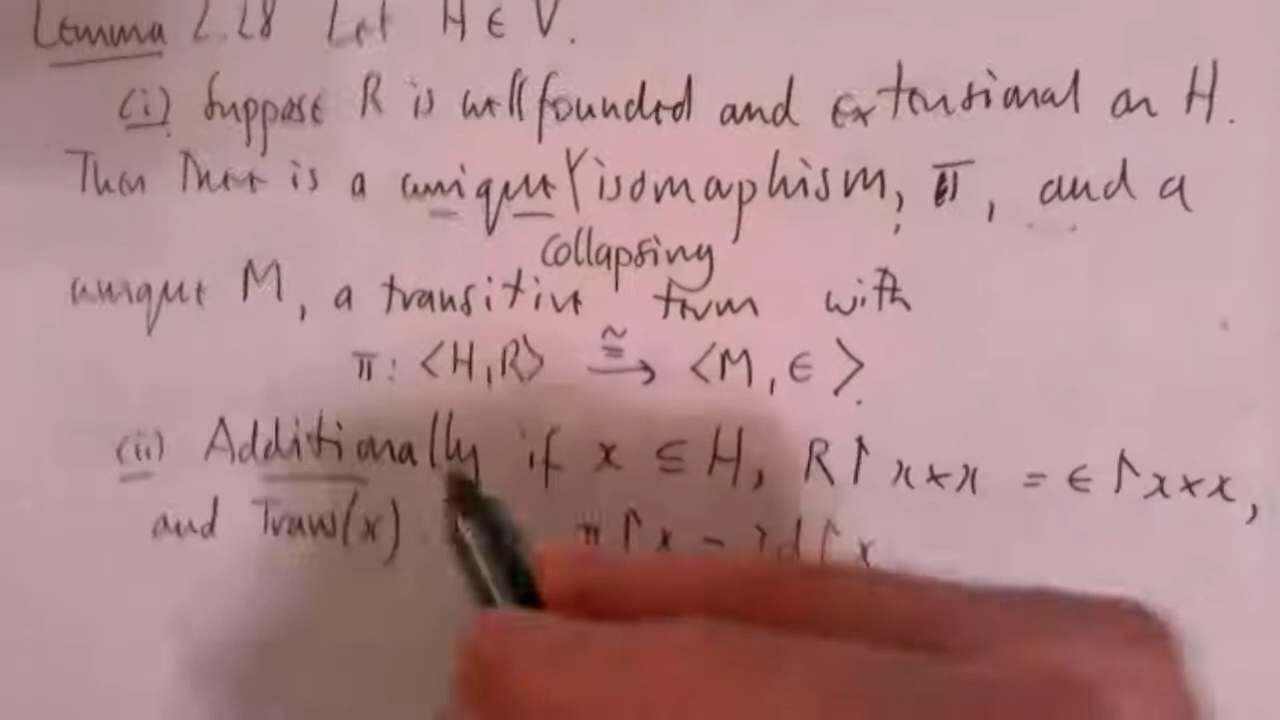 Lemma 2.28 Let H ∈ V.
(i) Suppose R is wellfounded and extensional on H.
Then there is a unique isomorphism, π, and a
collapsing
unique M, a transitive term with
π: ⟨H, R⟩ ≅→ ⟨M, ∈⟩.
(ii) Additionally if x ⊆ H, R↾x×x = ∈↾x×x,
and Trans(x) π↾x = id↾x